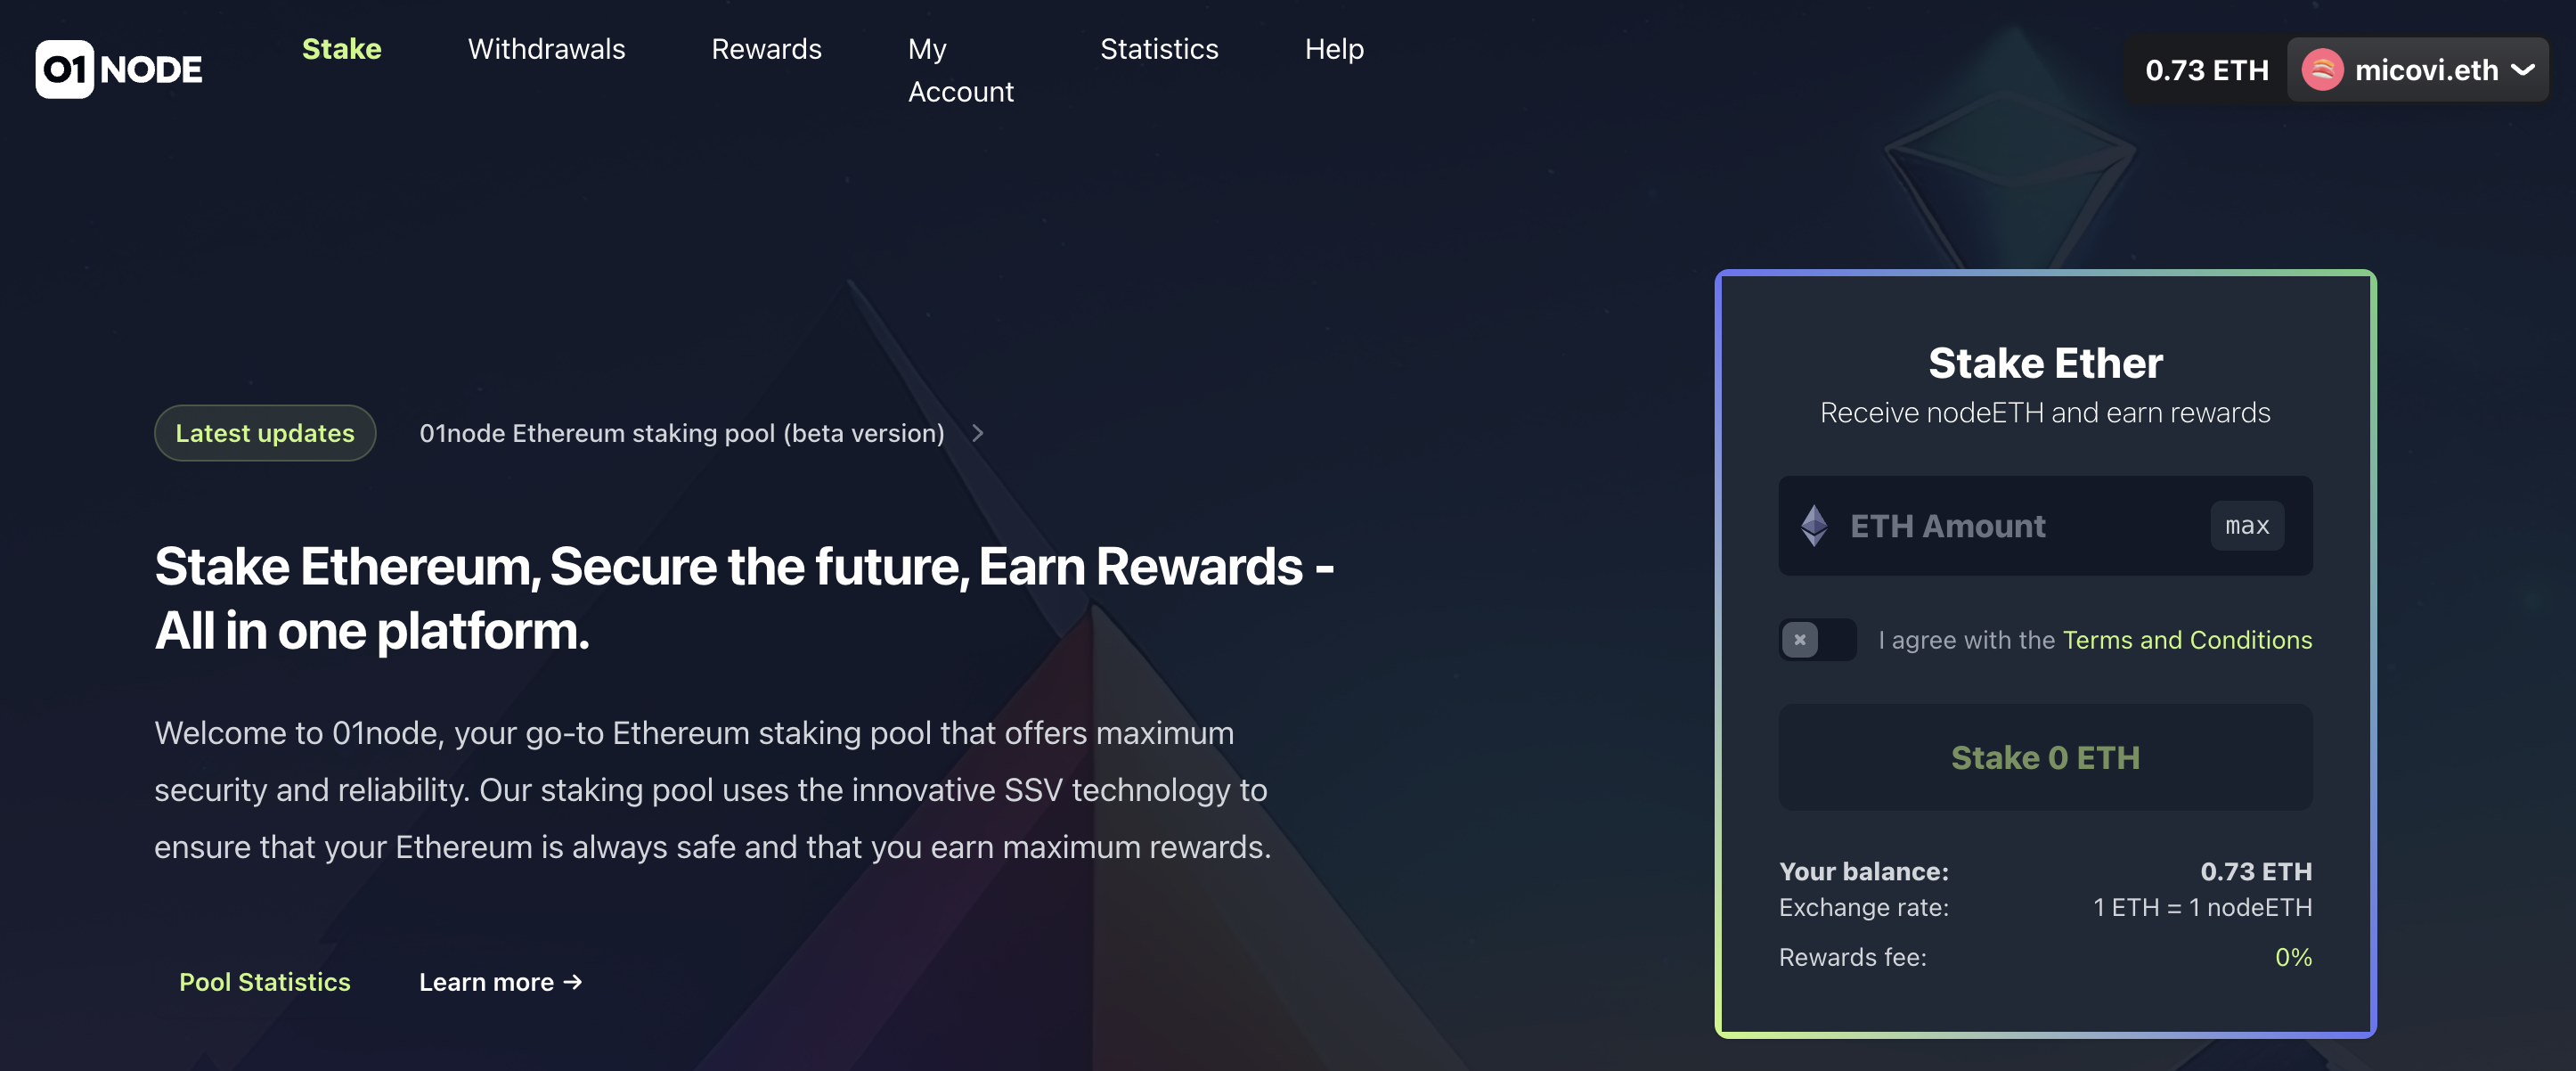 01 NODE
Stake
Withdrawals
Rewards
My
Account
Statistics
Help
0.73 ETH
micovi.eth
Latest updates
01node Ethereum staking pool (beta version)
Stake Ethereum, Secure the future, Earn Rewards -
All in one platform.
Welcome to 01node, your go-to Ethereum staking pool that offers maximum
security and reliability. Our staking pool uses the innovative SSV technology to
ensure that your Ethereum is always safe and that you earn maximum rewards.
Pool Statistics
Learn more →
Stake Ether
Receive nodeETH and earn rewards
ETH Amount
max
I agree with the Terms and Conditions
Stake 0 ETH
Your balance: 0.73 ETH
Exchange rate: 1 ETH = 1 nodeETH
Rewards fee: 0%